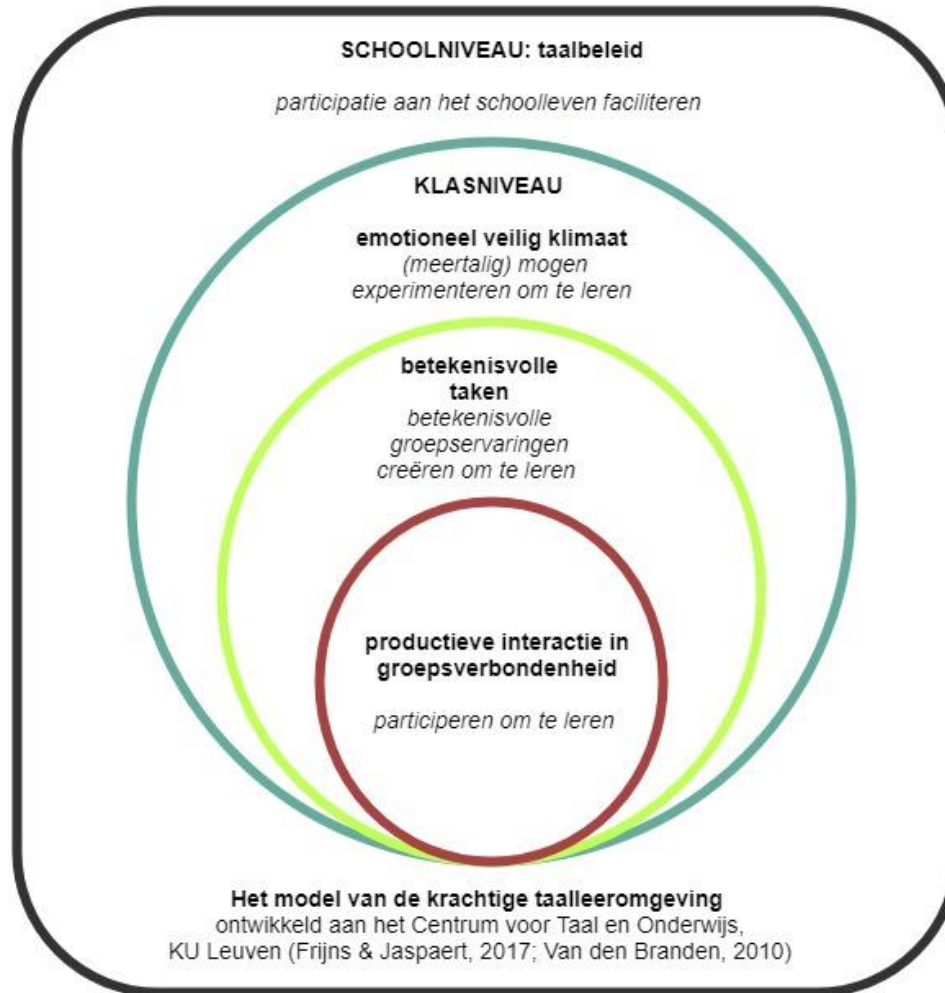 SCHOOLNIVEAU: taalbeleid
participatie aan het schoolleven faciliteren
KLASNIVEAU
emotioneel veilig klimaat
(meertalig) mogen
experimenteren om te leren
betekenisvolle
taken
betekenisvolle
groepservaringen
creëren om te leren
productieve interactie in
groepsverbondenheid
participeren om te leren
Het model van de krachtige taalleeromgeving
ontwikkeld aan het Centrum voor Taal en Onderwijs,
KU Leuven (Frijns & Jaspaert, 2017; Van den Branden, 2010)